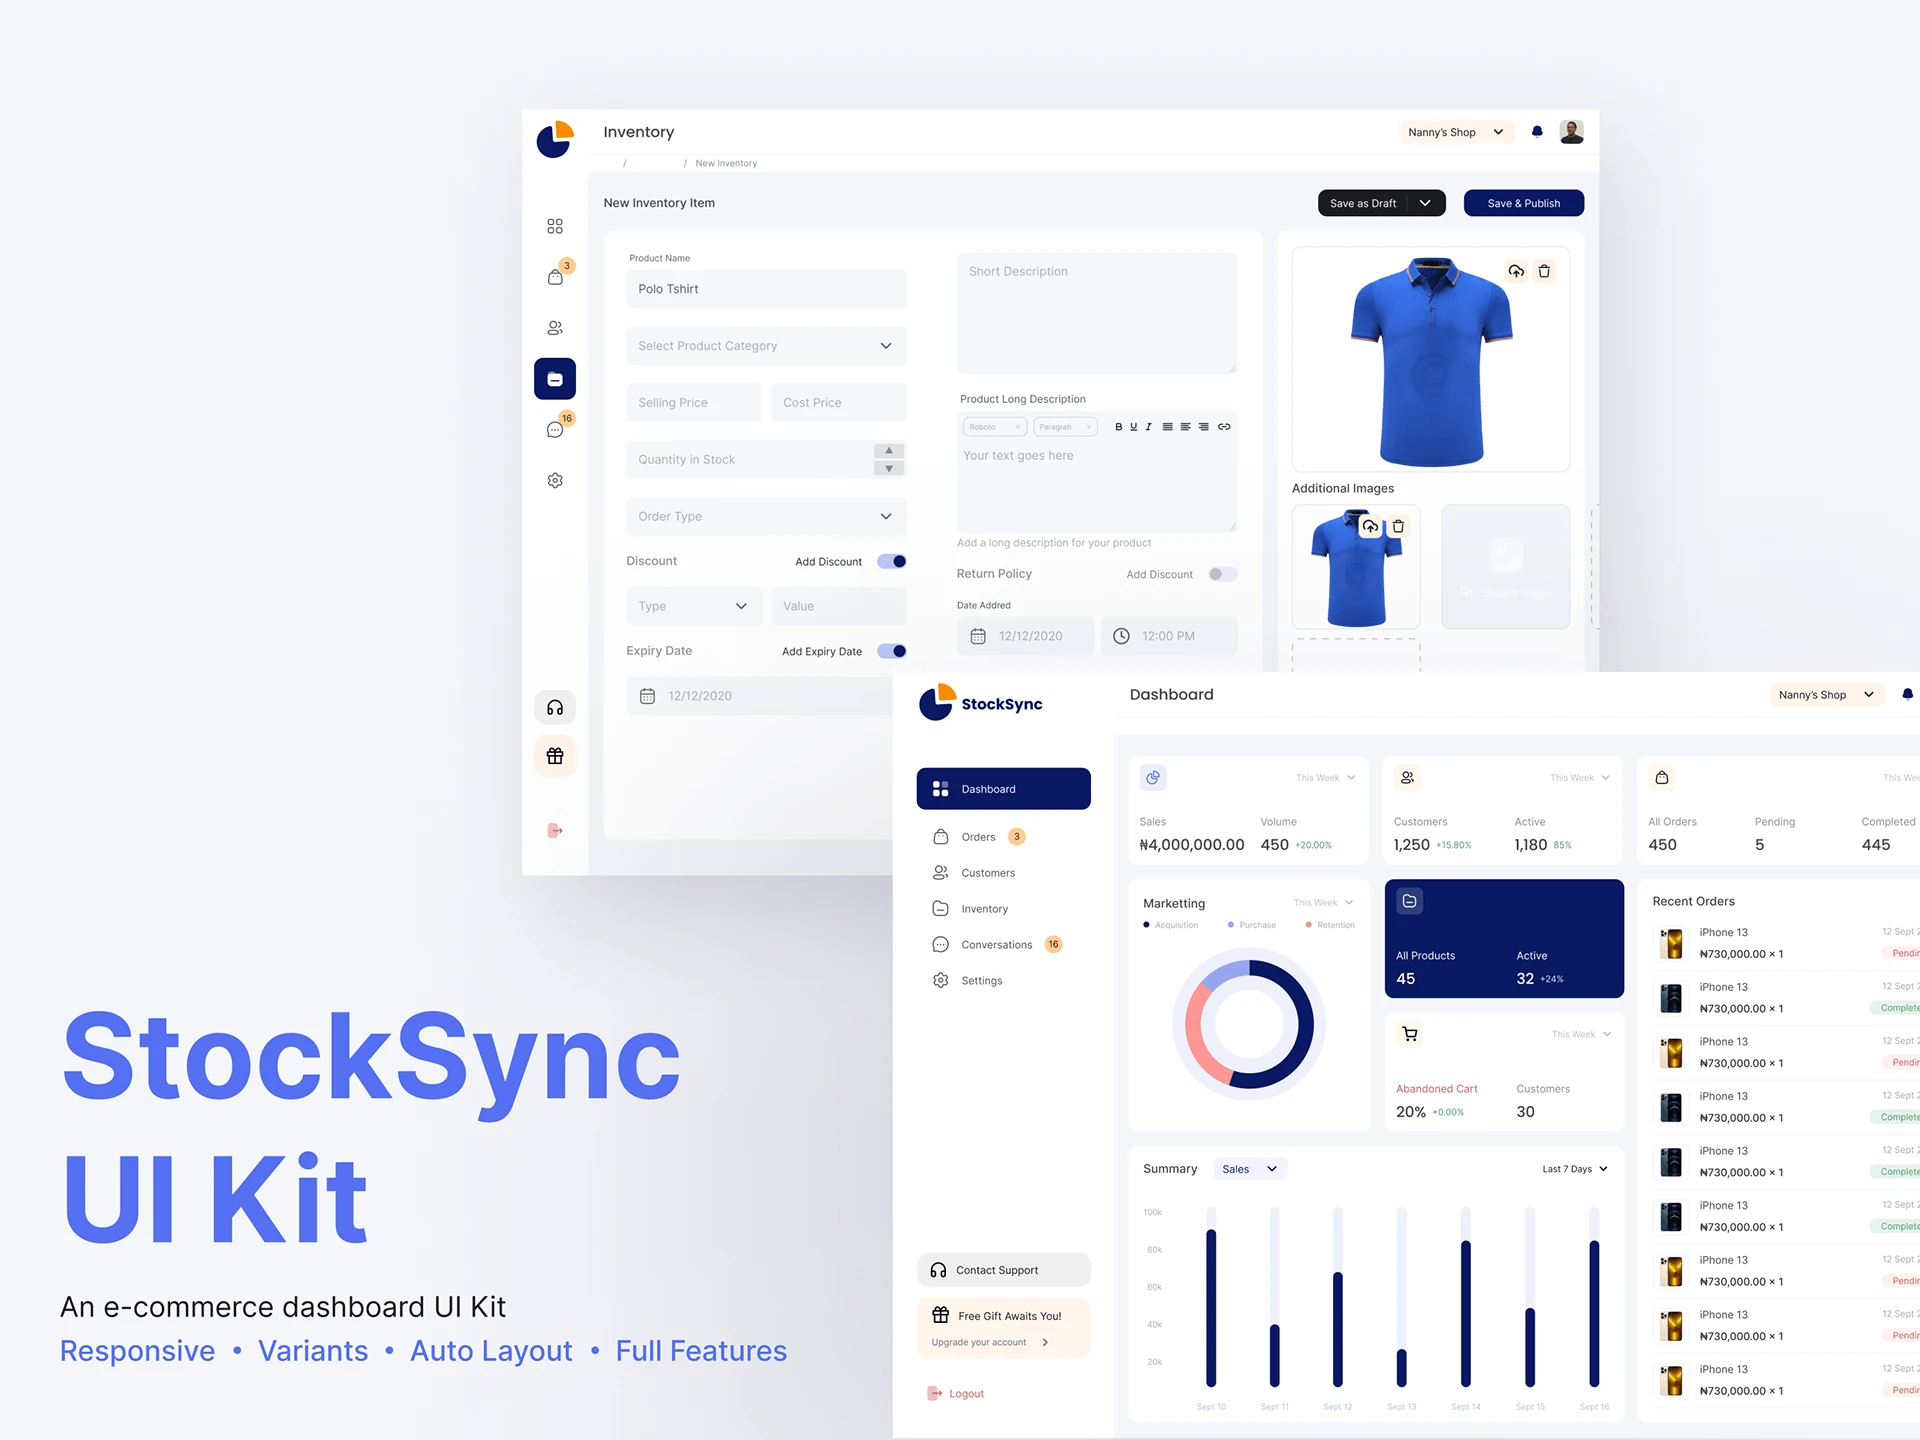 Inventory
Nanny's Shop
/ / New Inventory
New Inventory Item
Save as Draft
Save & Publish
3
16
Product Name
Polo Tshirt
Select Product Category
Selling Price
Cost Price
Quantity in Stock
Order Type
Discount
Add Discount
Type
Value
Expiry Date
Add Expiry Date
12/12/2020
Short Description
Product Long Description
Roboto
Paragrah
B U I
Your text goes here
Add a long description for your product
Return Policy
Add Discount
Date Addred
12/12/2020
12:00 PM
Additional Images
Upload Image
StockSync
Dashboard
Nanny's Shop
Dashboard
Orders 3
Customers
Inventory
Conversations 16
Settings
Contact Support
Free Gift Awaits You!
Upgrade your account
Logout
This Week
Sales
Volume
₦4,000,000.00
450 +20.00%
This Week
Customers
Active
1,250 +15.80%
1,180 85%
This Wee
All Orders
Pending
Completed
450
5
445
Marketting
This Week
Acquisition
Purchase
Retention
All Products
Active
45
32 +24%
This Week
Abandoned Cart
Customers
20% +0.00%
30
Summary
Sales
Last 7 Days
100k
80k
60k
40k
20k
Sept 10
Sept 11
Sept 12
Sept 13
Sept 14
Sept 15
Sept 16
Recent Orders
iPhone 13
12 Sept 2
₦730,000.00 × 1
Pendin
iPhone 13
12 Sept 2
₦730,000.00 × 1
Complete
iPhone 13
12 Sept 2
₦730,000.00 × 1
Pendin
iPhone 13
12 Sept 2
₦730,000.00 × 1
Complete
iPhone 13
12 Sept 2
₦730,000.00 × 1
Complete
iPhone 13
12 Sept 2
₦730,000.00 × 1
Complete
iPhone 13
12 Sept 2
₦730,000.00 × 1
Pendin
iPhone 13
12 Sept 2
₦730,000.00 × 1
Pendin
iPhone 13
12 Sept 2
₦730,000.00 × 1
Pendin
StockSync
UI Kit
An e-commerce dashboard UI Kit
Responsive • Variants • Auto Layout • Full Features